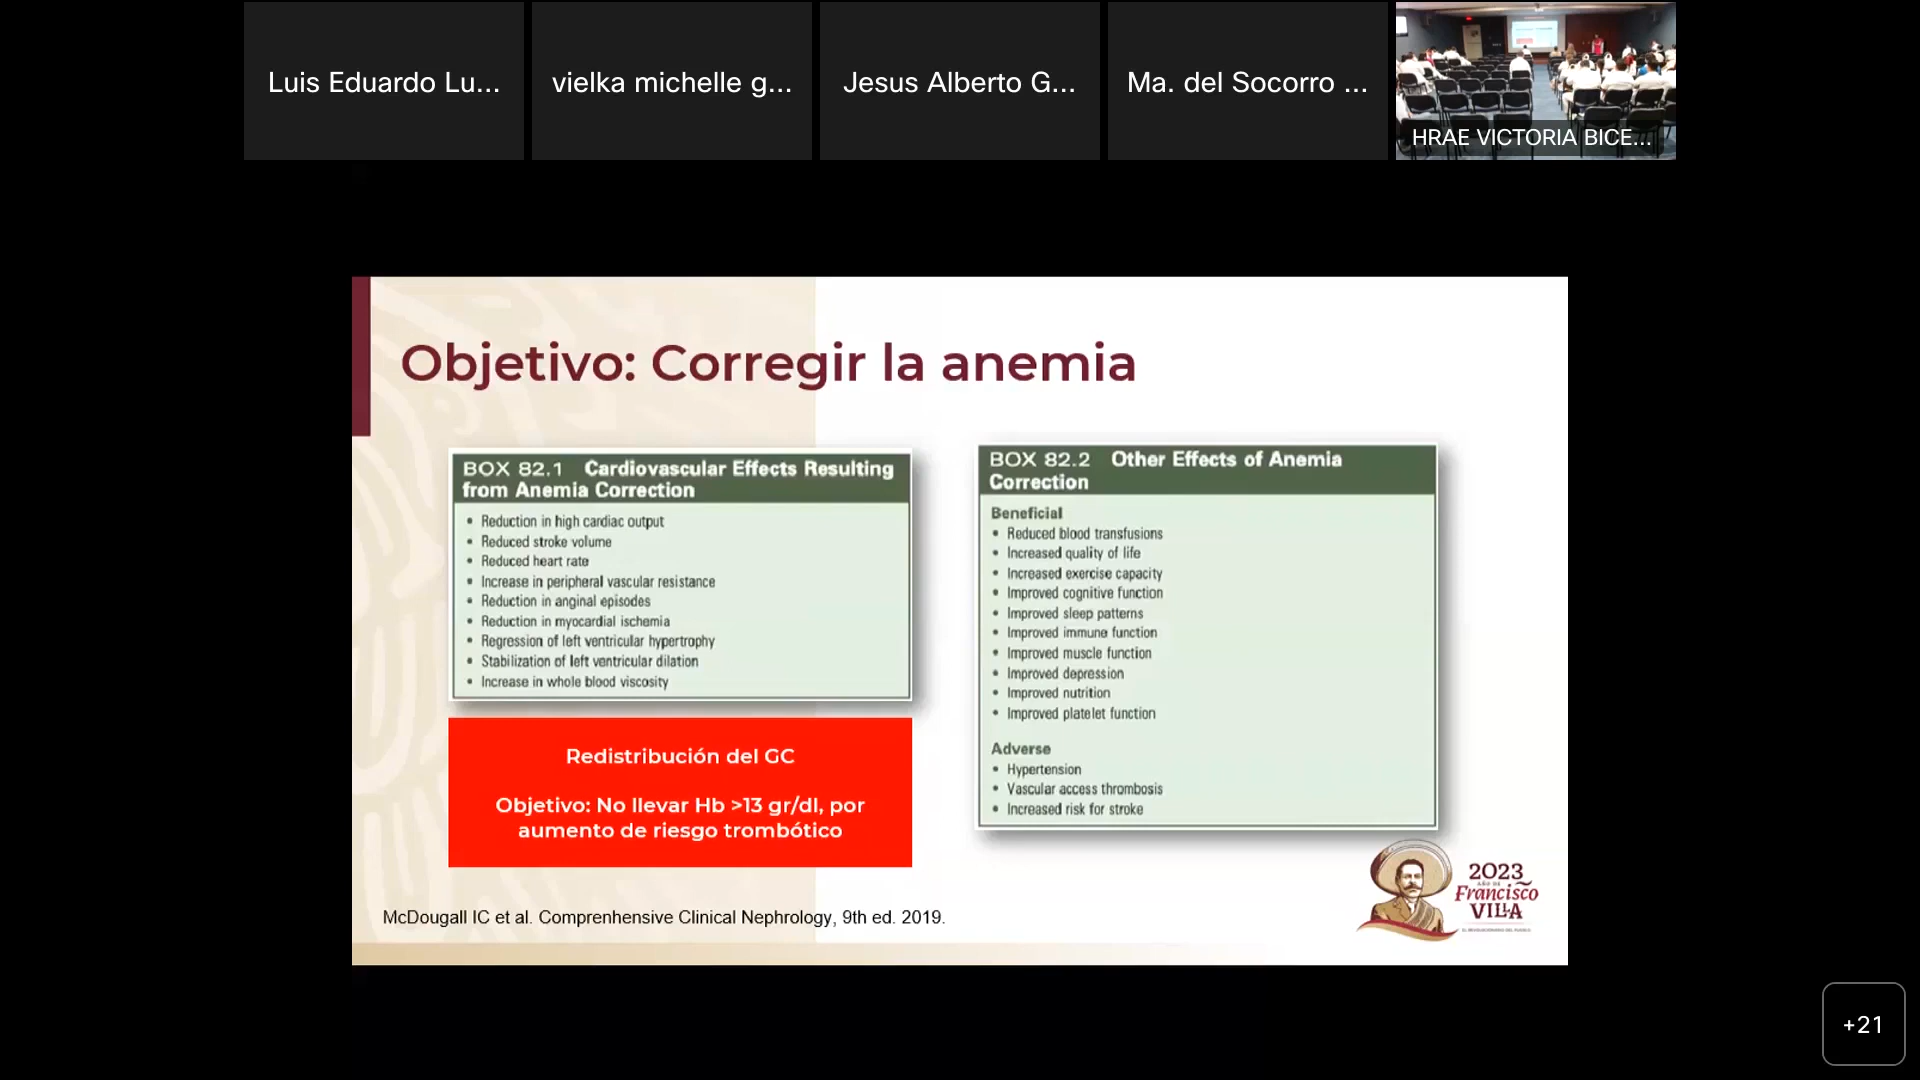 Luis Eduardo Lu...
vielka michelle g...
Jesus Alberto G...
Ma. del Socorro ...
HRAE VICTORIA BICE...
Objetivo: Corregir la anemia
BOX 82.1 Cardiovascular Effects Resulting
from Anemia Correction
• Reduction in high cardiac output
• Reduced stroke volume
• Reduced heart rate
• Increase in peripheral vascular resistance
• Reduction in anginal episodes
• Reduction in myocardial ischemia
• Regression of left ventricular hypertrophy
• Stabilization of left ventricular dilation
• Increase in whole blood viscosity
Redistribución del GC
Objetivo: No llevar Hb >13 gr/dl, por
aumento de riesgo trombótico
BOX 82.2 Other Effects of Anemia
Correction
Beneficial
• Reduced blood transfusions
• Increased quality of life
• Increased exercise capacity
• Improved cognitive function
• Improved sleep patterns
• Improved immune function
• Improved muscle function
• Improved depression
• Improved nutrition
• Improved platelet function
Adverse
• Hypertension
• Vascular access thrombosis
• Increased risk for stroke
McDougall IC et al. Comprenhensive Clinical Nephrology, 9th ed. 2019.
2023
Francisco
VILLA
+21